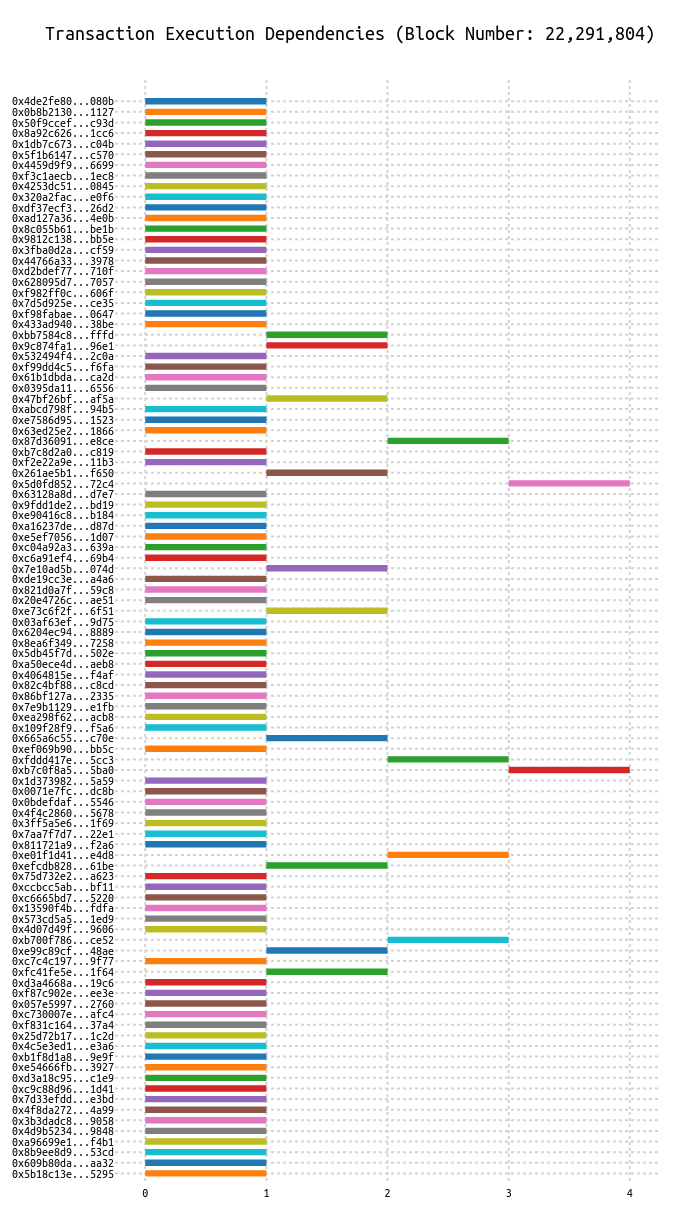 Transaction Execution Dependencies (Block Number: 22,291,804)
0x4de2fe80...080b
0x0b8b2130...1127
0x50f9ccef...c93d
0x8a92c626...1cc6
0x1db7c673...c04b
0x5f1b6147...c570
0x4459d9f9...6699
0xf3c1aecb...1ec8
0x4253dc51...0845
0x320a2fac...e0f6
0xdf37ecf3...26d2
0xad127a36...4e0b
0x8c055b61...be1b
0x9812c138...bb5e
0x3fba0d2a...cf59
0x44766a33...3978
0xd2bdef77...710f
0x628095d7...7057
0xf982ff0c...606f
0x7d5d925e...ce35
0xf98fabae...0647
0x433ad940...38be
0xbb7584c8...fffd
0x9c874fa1...96e1
0x532494f4...2c0a
0xf99dd4c5...f6fa
0x61b1dbda...ca2d
0x0395da11...6556
0x47bf26bf...af5a
0xabcd798f...94b5
0xe7586d95...1523
0x63ed25e2...1866
0x87d36091...e8ce
0xb7c8d2a0...c819
0xf2e22a9e...11b3
0x261ae5b1...f650
0x5d0fd852...72c4
0x63128a8d...d7e7
0x9fdd1de2...bd19
0xe90416c8...b184
0xa16237de...d87d
0xe5ef7056...1d07
0xc04a92a3...639a
0xc6a91ef4...69b4
0x7e10ad5b...074d
0xde19cc3e...a4a6
0x821d0a7f...59c8
0x20e4726c...ae51
0xe73c6f2f...6f51
0x03af63ef...9d75
0x6204ec94...8889
0x8ea6f349...7258
0x5db45f7d...502e
0xa50ece4d...aeb8
0x4064815e...f4af
0x82c4bf88...c8cd
0x86bf127a...2335
0x7e9b1129...e1fb
0xea298f62...acb8
0x109f28f9...f5a6
0x665a6c55...c70e
0xef069b90...bb5c
0xfddd417e...5cc3
0xb7c0f8a5...5ba0
0x1d373982...5a59
0x0071e7fc...dc8b
0x0bdefdaf...5546
0x4f4c2860...5678
0x3ff5a5e6...1f69
0x7aa7f7d7...22e1
0x811721a9...f2a6
0xe01f1d41...e4d8
0xefcdb828...61be
0x75d732e2...a623
0xccbcc5ab...bf11
0xc6665bd7...5220
0x13590f4b...fdfa
0x573cd5a5...1ed9
0x4d07d49f...9606
0xb700f786...ce52
0xe99c89cf...48ae
0xc7c4c197...9f77
0xfc41fe5e...1f64
0xd3a4668a...19c6
0xf87c902e...ee3e
0x057e5997...2760
0xc730007e...afc4
0xf831c164...37a4
0x25d72b17...1c2d
0x4c5e3ed1...e3a6
0xb1f8d1a8...9e9f
0xe54666fb...3927
0xd3a18c95...c1e9
0xc9c88d96...1d41
0x7d33efdd...e3bd
0x4f8da272...4a99
0x3b3dadc8...9058
0x4d9b5234...9848
0xa96699e1...f4b1
0x8b9ee8d9...53cd
0x609b80da...aa32
0x5b18c13e...5295
0 1 2 3 4